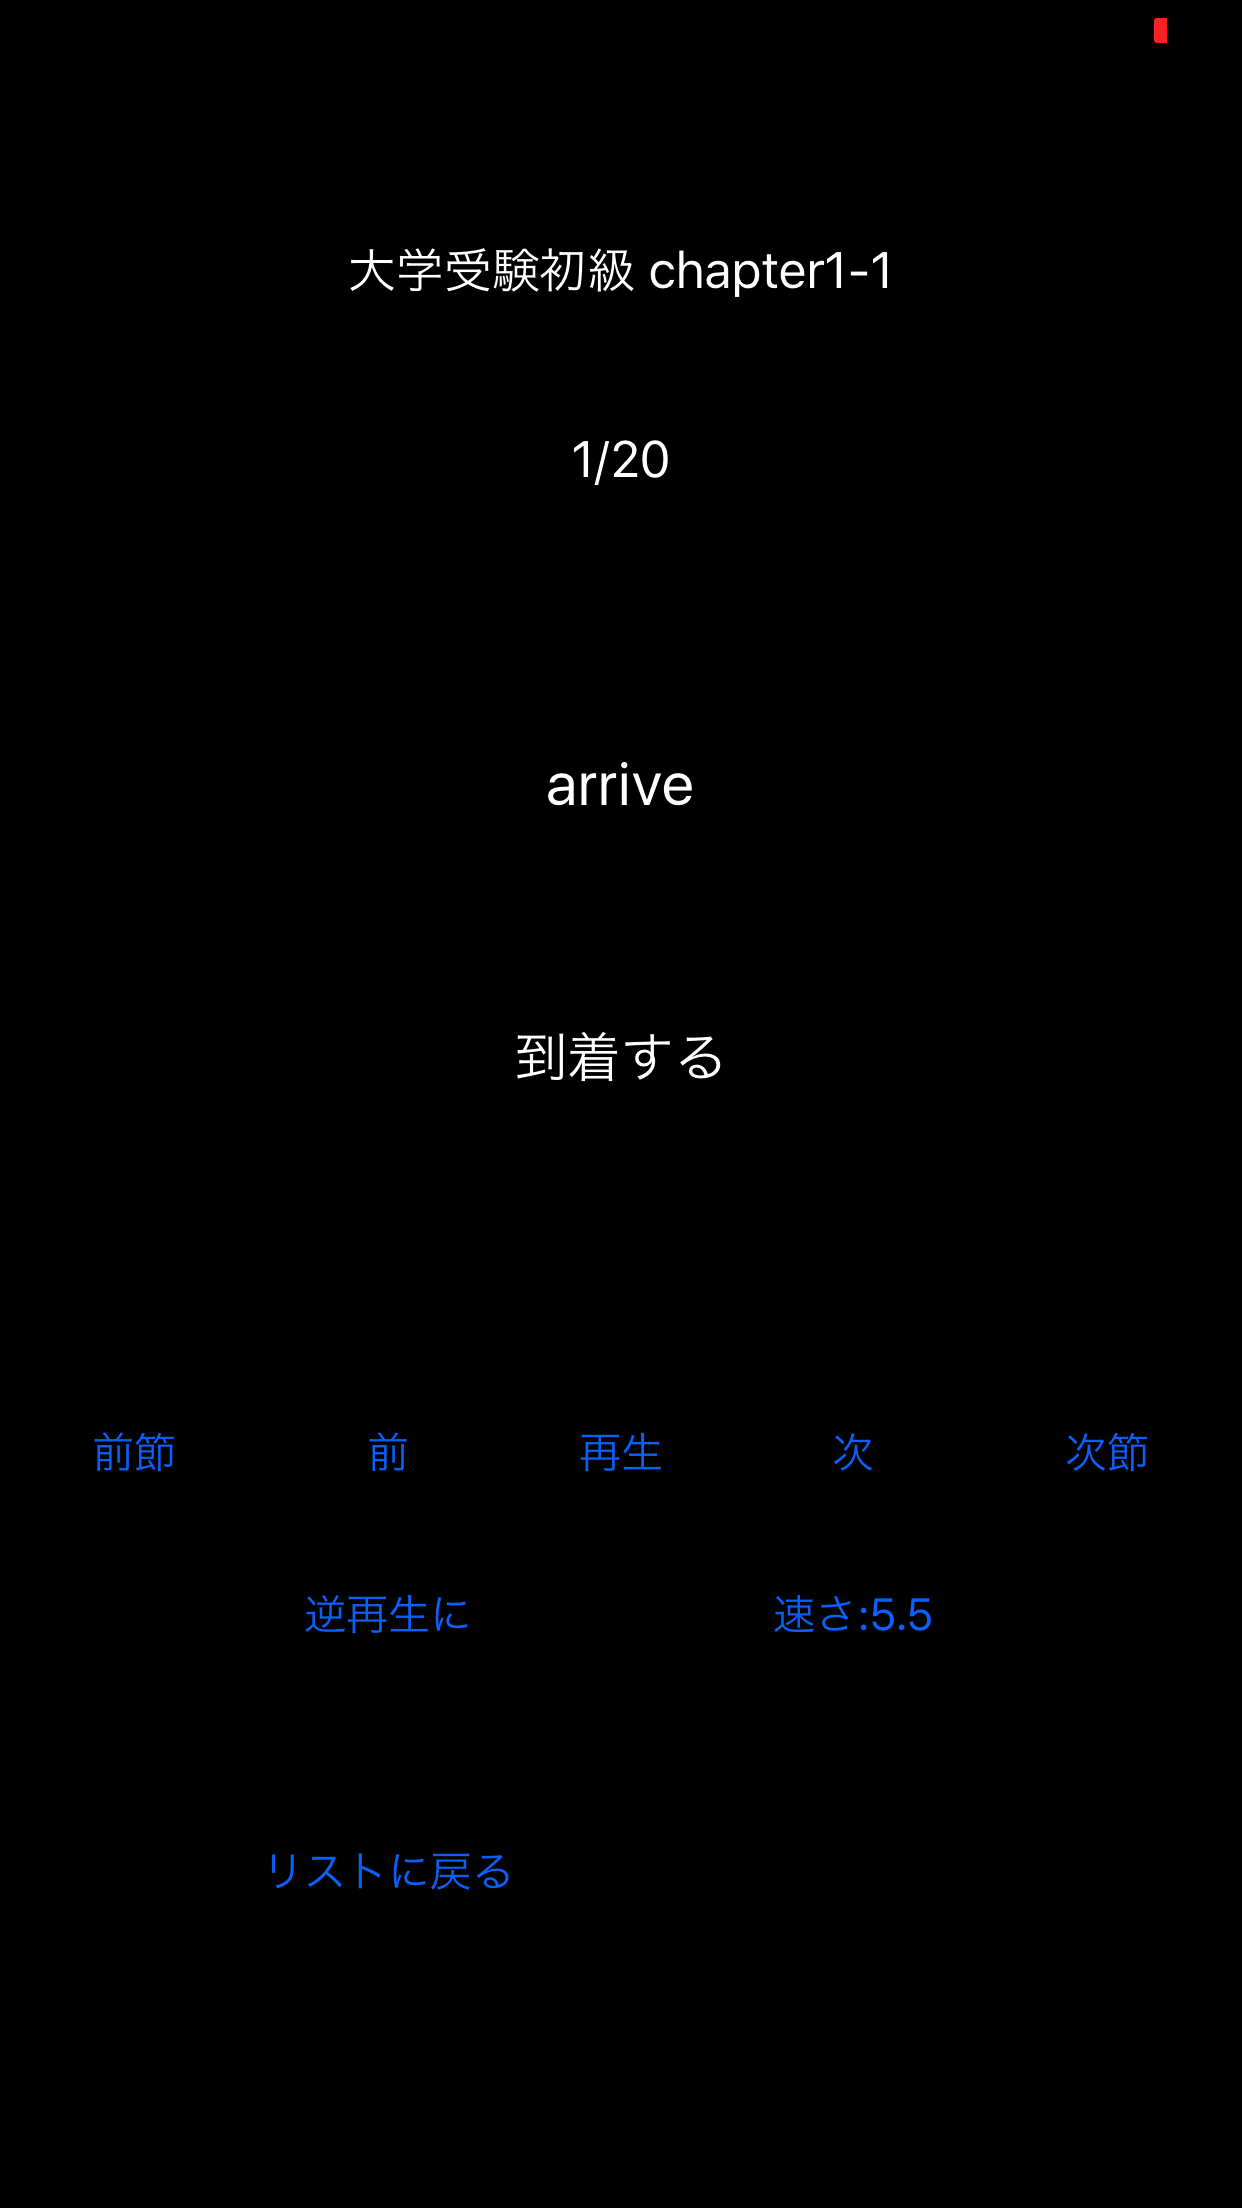 大学受験初級 chapter1-1
1/20
arrive
到着する
前節 前 再生 次 次節
逆再生に 速さ:5.5
リストに戻る